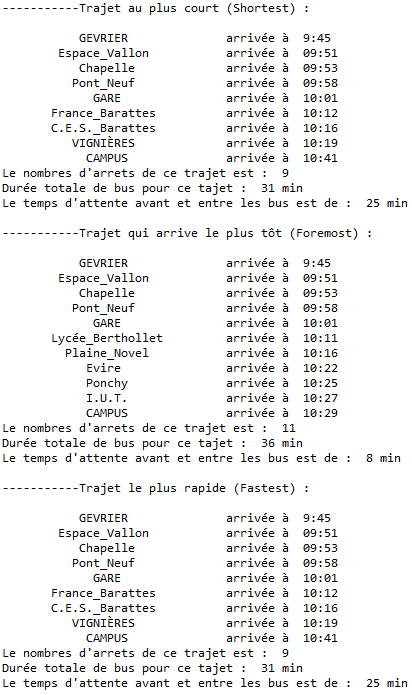 -----------Trajet au plus court (Shortest) :
GEVRIER arrivée à 9:45
Espace_Vallon arrivée à 09:51
Chapelle arrivée à 09:53
Pont_Neuf arrivée à 09:58
GARE arrivée à 10:01
France_Barattes arrivée à 10:12
C.E.S._Barattes arrivée à 10:16
VIGNIÈRES arrivée à 10:19
CAMPUS arrivée à 10:41
Le nombres d'arrets de ce trajet est : 9
Durée totale de bus pour ce tajet : 31 min
Le temps d'attente avant et entre les bus est de : 25 min
-----------Trajet qui arrive le plus tôt (Foremost) :
GEVRIER arrivée à 9:45
Espace_Vallon arrivée à 09:51
Chapelle arrivée à 09:53
Pont_Neuf arrivée à 09:58
GARE arrivée à 10:01
Lycée_Berthollet arrivée à 10:11
Plaine_Novel arrivée à 10:16
Evire arrivée à 10:22
Ponchy arrivée à 10:25
I.U.T. arrivée à 10:27
CAMPUS arrivée à 10:29
Le nombres d'arrets de ce trajet est : 11
Durée totale de bus pour ce tajet : 36 min
Le temps d'attente avant et entre les bus est de : 8 min
-----------Trajet le plus rapide (Fastest) :
GEVRIER arrivée à 9:45
Espace_Vallon arrivée à 09:51
Chapelle arrivée à 09:53
Pont_Neuf arrivée à 09:58
GARE arrivée à 10:01
France_Barattes arrivée à 10:12
C.E.S._Barattes arrivée à 10:16
VIGNIÈRES arrivée à 10:19
CAMPUS arrivée à 10:41
Le nombres d'arrets de ce trajet est : 9
Durée totale de bus pour ce tajet : 31 min
Le temps d'attente avant et entre les bus est de : 25 min